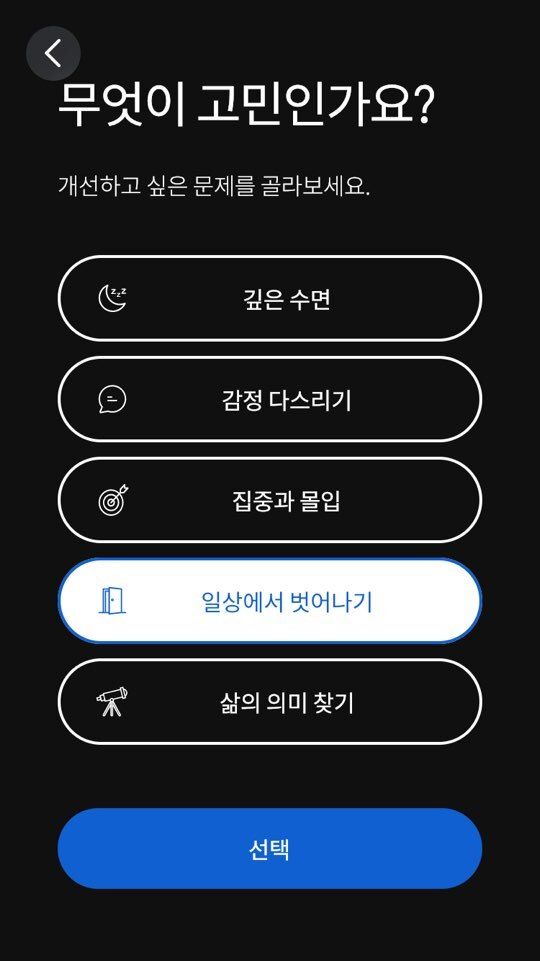 무엇이 고민인가요?
개선하고 싶은 문제를 골라보세요.
깊은 수면
감정 다스리기
집중과 몰입
일상에서 벗어나기
삶의 의미 찾기
선택